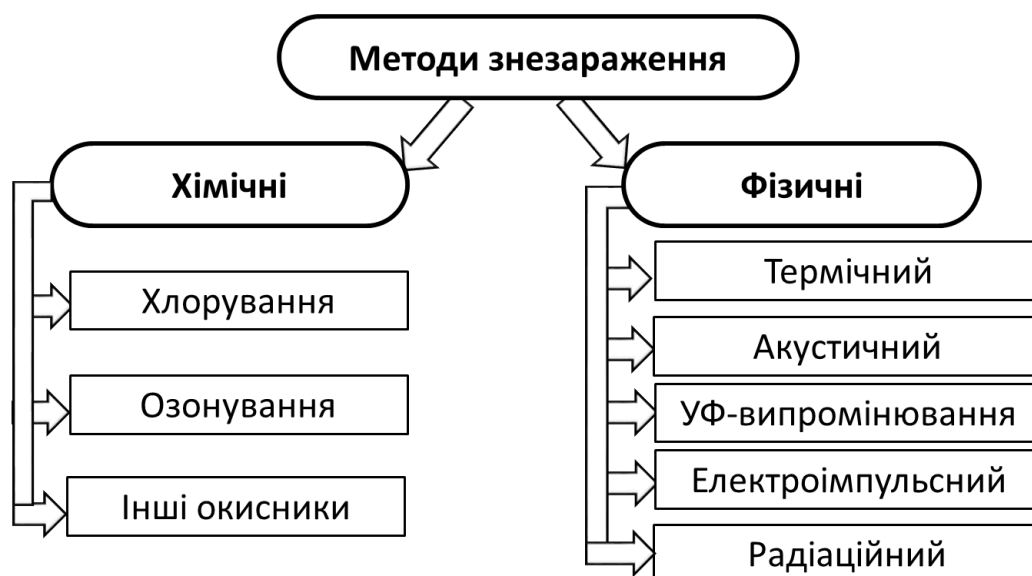 Методи знезараження
Хімічні
Хлорування
Озонування
Інші окисники
Фізичні
Термічний
Акустичний
УФ-випромінювання
Електроімпульсний
Радіаційний